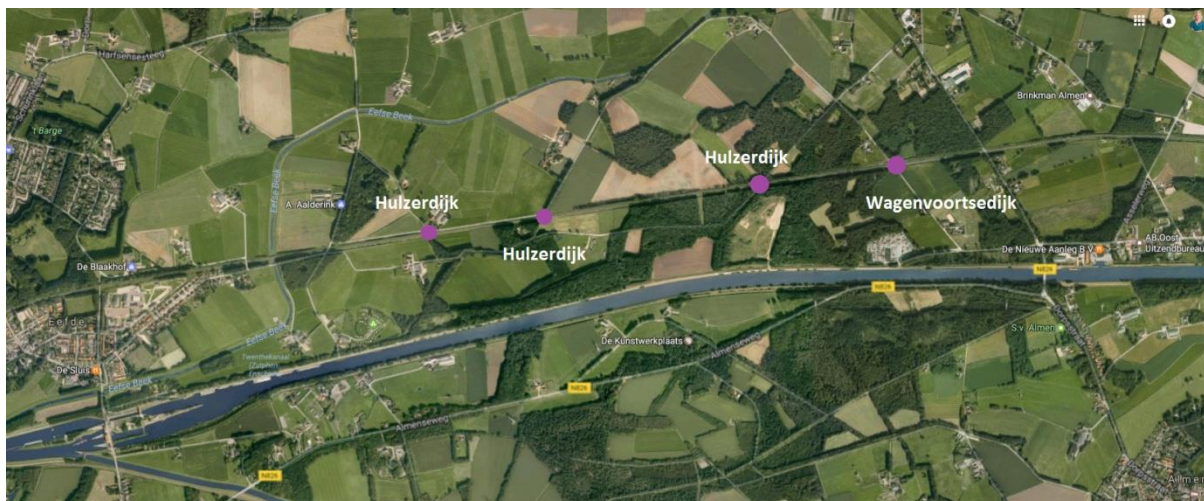 Harfsensesteeg
't Barge
Eefse Beek
Brinkman Almen
Eefse Beek
A. Aalderink
Hulzerdijk
Hulzerdijk
Wagenvoortsedijk
Hulzerdijk
De Blaakhof
De Nieuwe Aanleg B.V.
AB Oost
Uitzendbureau
N826
N826
Eefde
Eefse Beek
S.v. Almen
De Kunstwerkplaats
Almenseweg
Twenthekanaal
De Sluis
Eefse Beek
N826
Almenseweg
N826